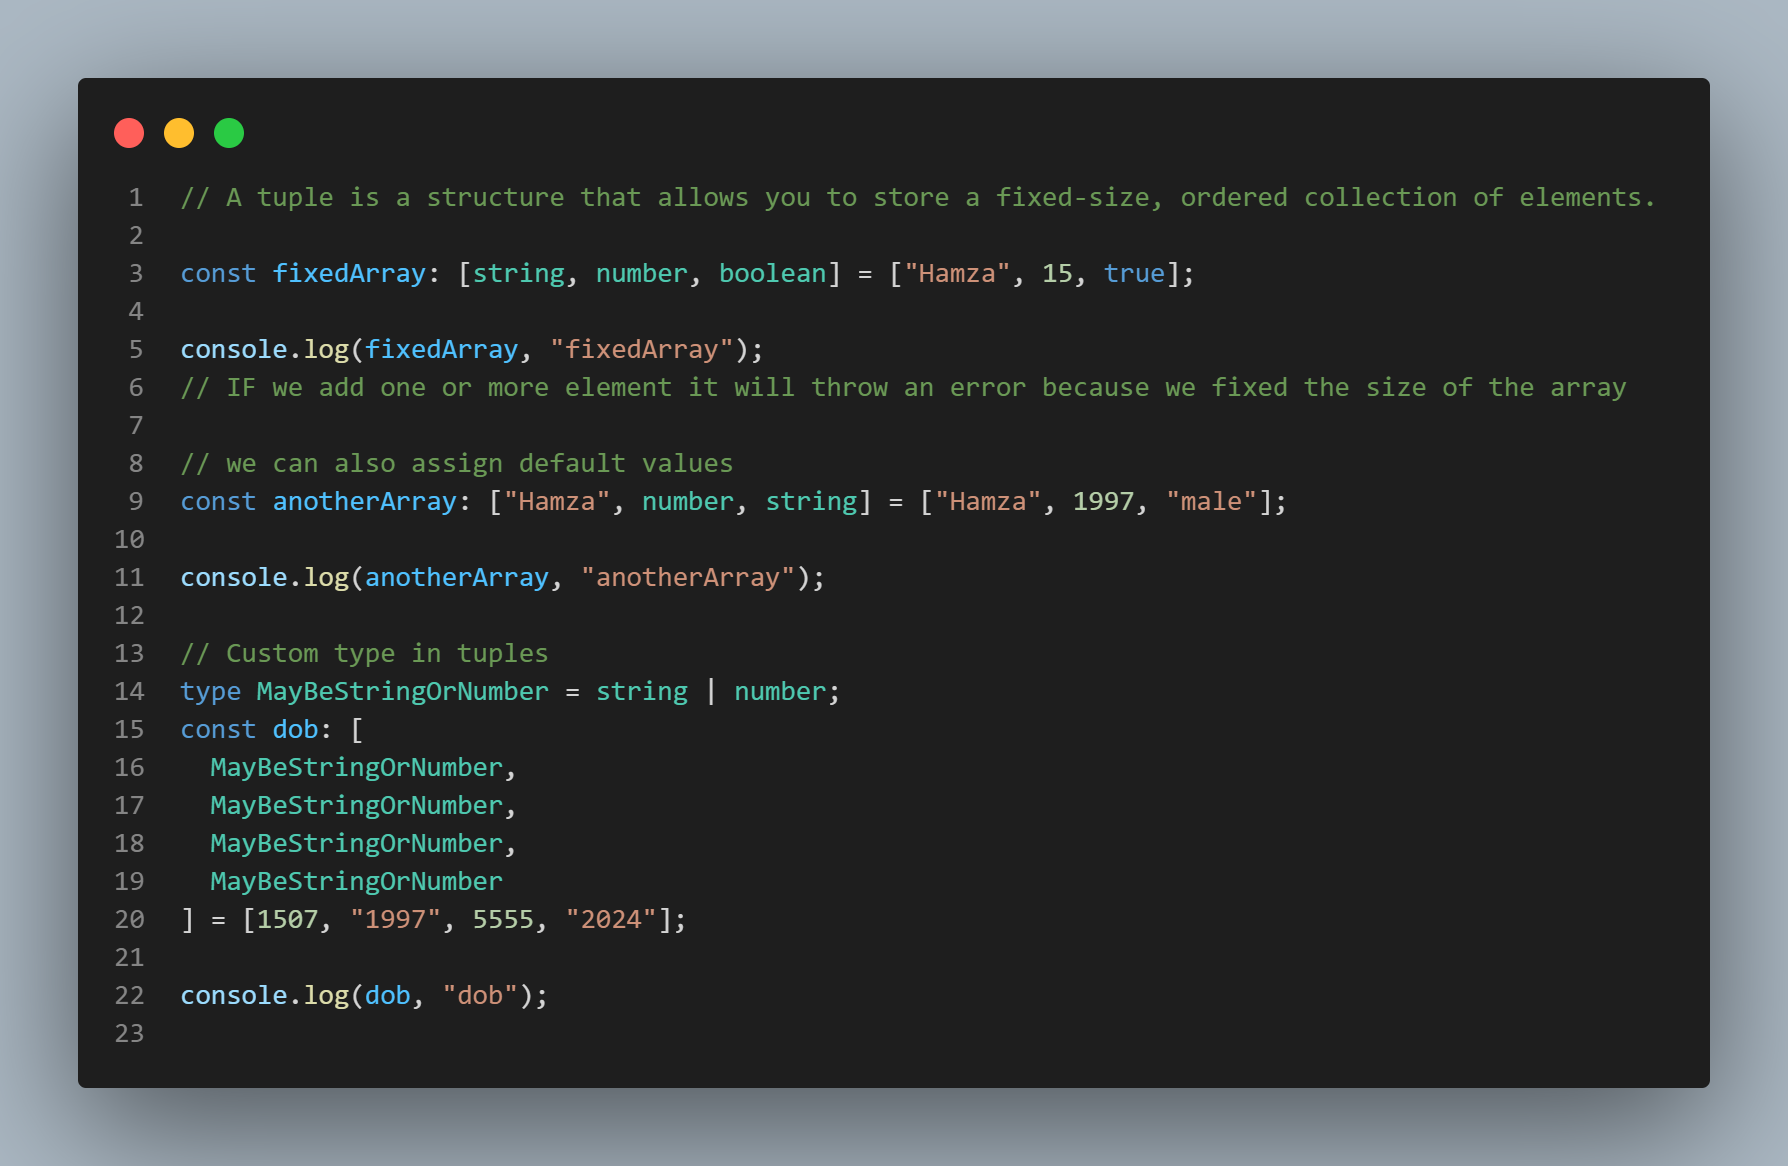 1 // A tuple is a structure that allows you to store a fixed-size, ordered collection of elements.
2
3 const fixedArray: [string, number, boolean] = ["Hamza", 15, true];
4
5 console.log(fixedArray, "fixedArray");
6 // IF we add one or more element it will throw an error because we fixed the size of the array
7
8 // we can also assign default values
9 const anotherArray: ["Hamza", number, string] = ["Hamza", 1997, "male"];
10
11 console.log(anotherArray, "anotherArray");
12
13 // Custom type in tuples
14 type MayBeStringOrNumber = string | number;
15 const dob: [
16   MayBeStringOrNumber,
17   MayBeStringOrNumber,
18   MayBeStringOrNumber,
19   MayBeStringOrNumber
20 ] = [1507, "1997", 5555, "2024"];
21
22 console.log(dob, "dob");
23